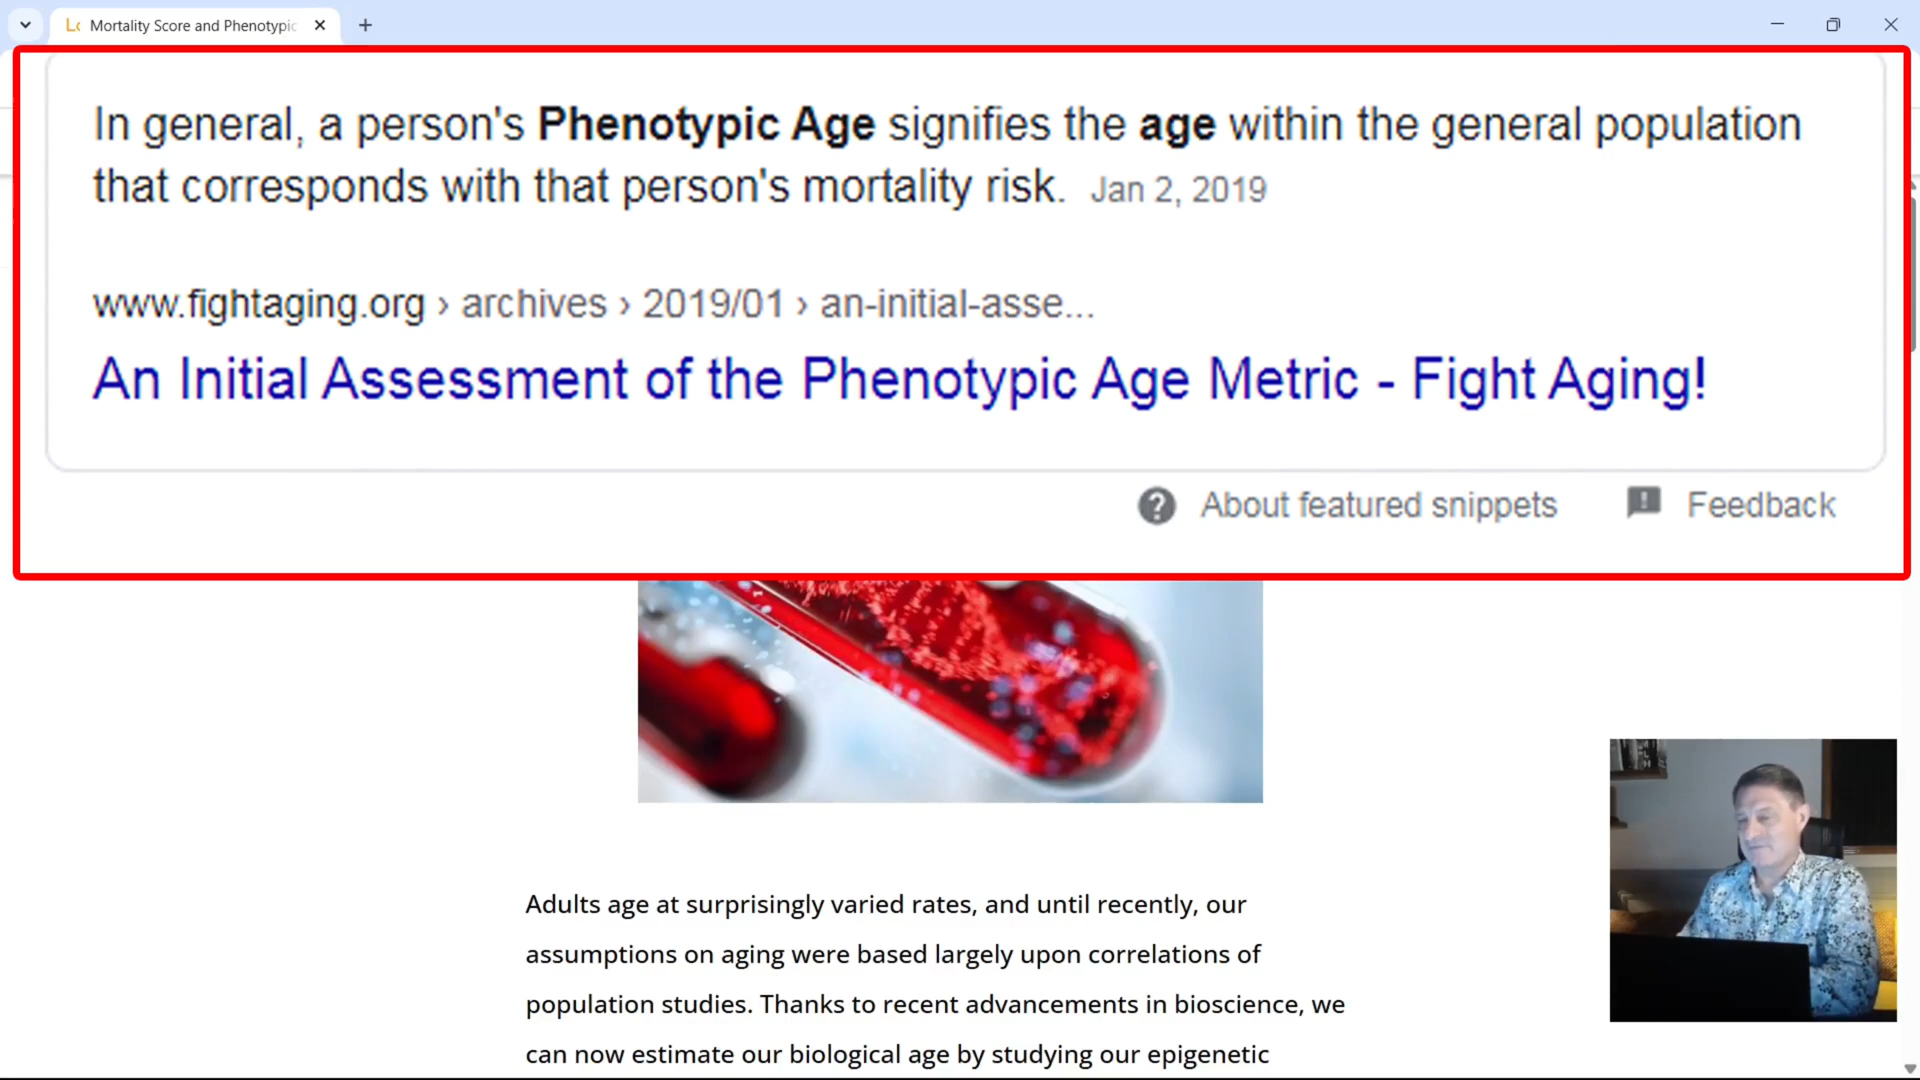 Mortality Score and Phenotypic
In general, a person's Phenotypic Age signifies the age within the general population
that corresponds with that person's mortality risk. Jan 2, 2019
www.fightaging.org › archives › 2019/01 › an-initial-asse...
An Initial Assessment of the Phenotypic Age Metric - Fight Aging!
About featured snippets
Feedback
Adults age at surprisingly varied rates, and until recently, our
assumptions on aging were based largely upon correlations of
population studies. Thanks to recent advancements in bioscience, we
can now estimate our biological age by studying our epigenetic